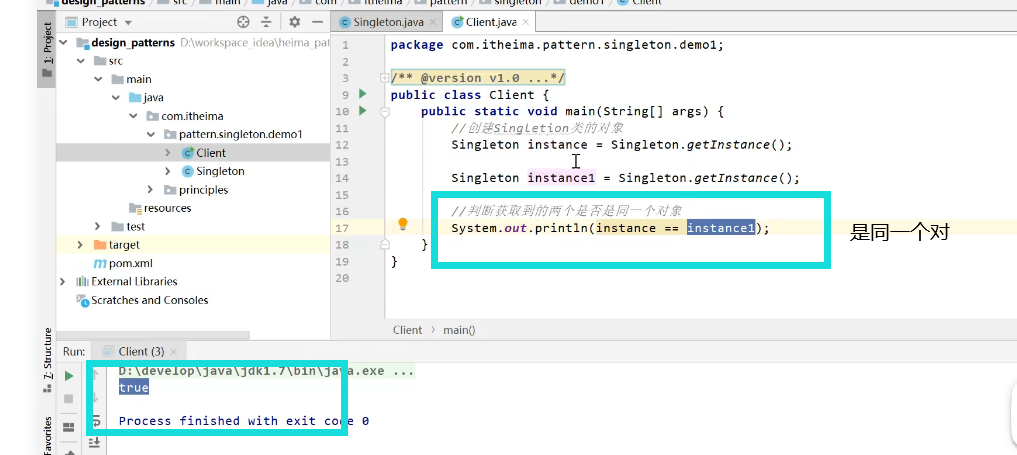 design_patterns src main java com itheima pattern singleton demo1 Client
Project
Singleton.java
Client.java
1: Project
design_patterns D:\workspace_idea\heima_pat
src
main
java
com.itheima
pattern.singleton.demo1
Client
Singleton
principles
resources
test
target
pom.xml
External Libraries
Scratches and Consoles
1 package com.itheima.pattern.singleton.demo1;
2
3 /** @version v1.0 ...*/
9 public class Client {
10 public static void main(String[] args) {
11 //创建SingLetion类的对象
12 Singleton instance = Singleton.getInstance();
13
14 Singleton instance1 = Singleton.getInstance();
15
16 //判断获取到的两个是否是同一个对象
17 System.out.println(instance == instance1);
18 }
19 }
20
是同一个对
Client › main()
7: Structure
Favorites
Run: Client (3)
D:\develop\java\jdk1.7\bin\java.exe ...
true
Process finished with exit code 0